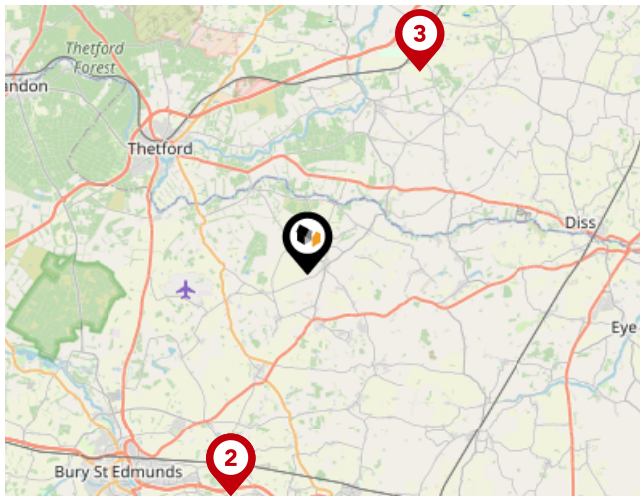 3
Thetford
Forest
andon
Thetford
Diss
Eye
2
Bury St Edmunds